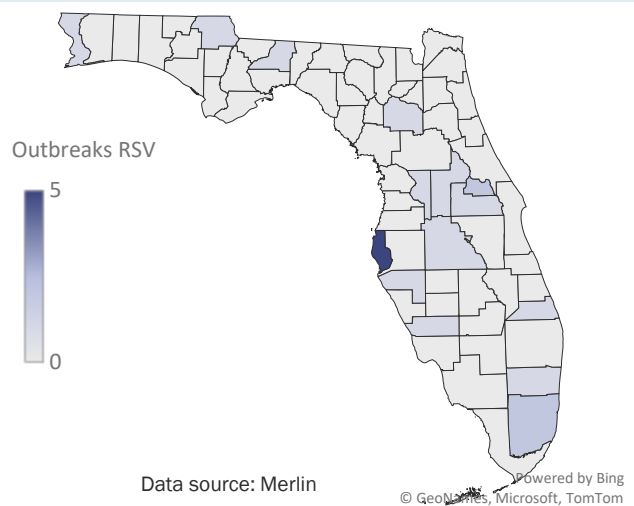 Outbreaks RSV
5
0
Data source: Merlin
Powered by Bing
© GeoNames, Microsoft, TomTom